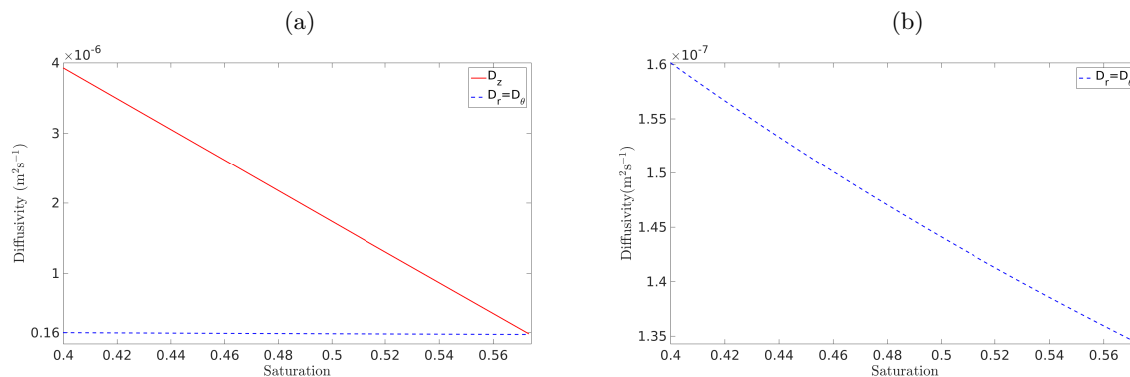 (a)
×10⁻⁶
4
3
2
1
0.16
0.4 0.42 0.44 0.46 0.48 0.5 0.52 0.54 0.56
Saturation
Diffusivity (m²s⁻¹)
D_z
D_r=D_θ
(b)
×10⁻⁷
1.6
1.55
1.5
1.45
1.4
1.35
0.4 0.42 0.44 0.46 0.48 0.5 0.52 0.54 0.56
Saturation
Diffusivity(m²s⁻¹)
D_r=D_θ